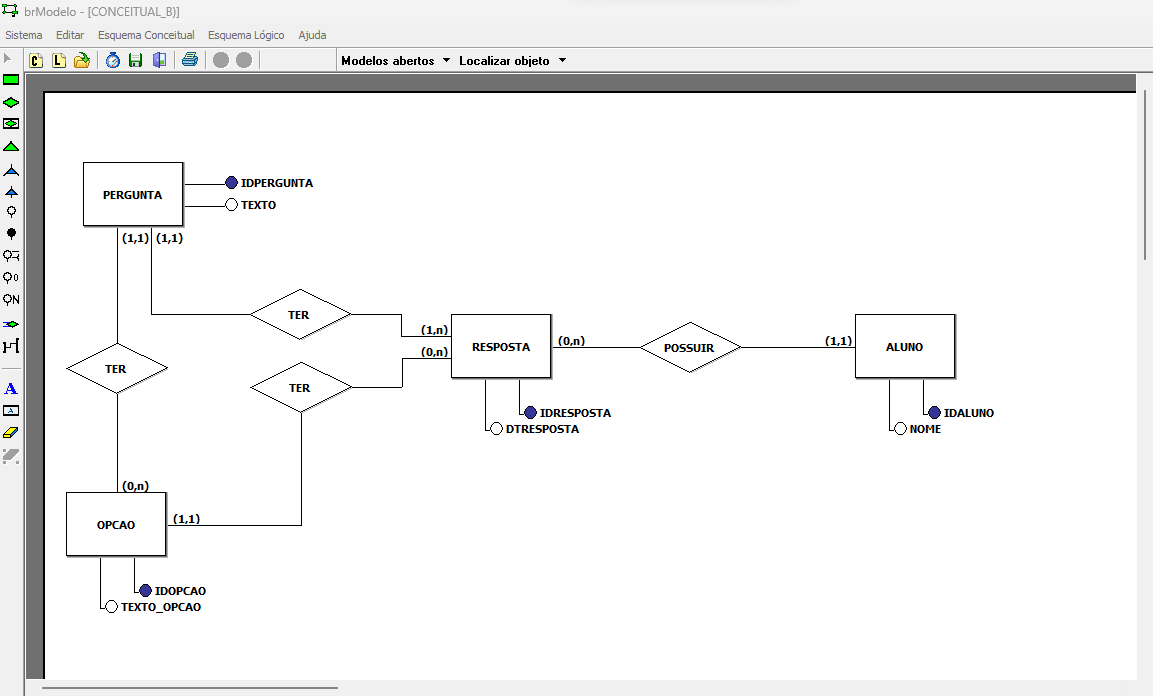 brModelo - [CONCEITUAL_B)]
Sistema Editar Esquema Conceitual Esquema Lógico Ajuda
C L Modelos abertos Localizar objeto
0
N
A
A
PERGUNTA
IDPERGUNTA
TEXTO
(1,1) (1,1)
TER
(1,n)
(0,n)
RESPOSTA
(0,n)
POSSUIR
(1,1)
ALUNO
TER
TER
IDRESPOSTA
DTRESPOSTA
IDALUNO
NOME
(0,n)
OPCAO
(1,1)
IDOPCAO
TEXTO_OPCAO